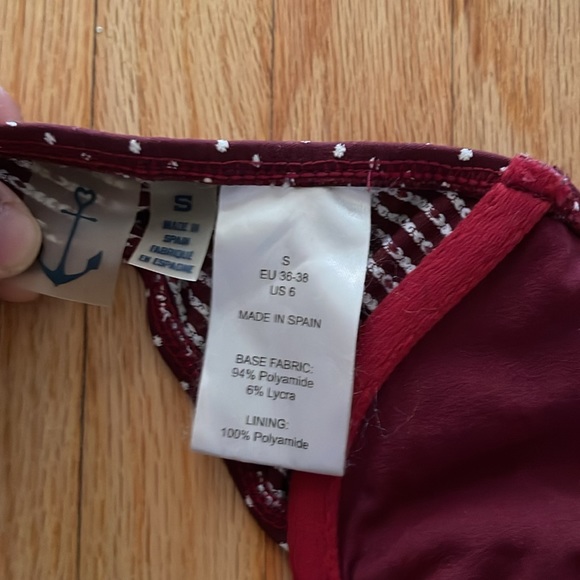 S
MADE IN
SPAIN
FABRIQUE
EN ESPAGNE
S
EU 36-38
US 6
MADE IN SPAIN
BASE FABRIC:
94% Polyamide
6% Lycra
LINING:
100% Polyamide